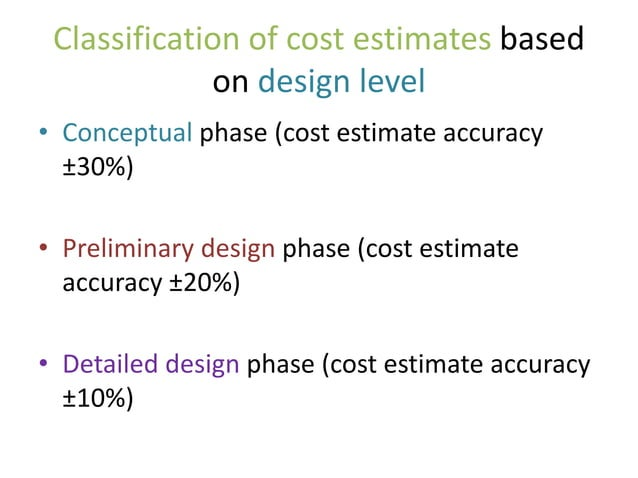 Classification of cost estimates based
on design level
• Conceptual phase (cost estimate accuracy
±30%)
• Preliminary design phase (cost estimate
accuracy ±20%)
• Detailed design phase (cost estimate accuracy
±10%)